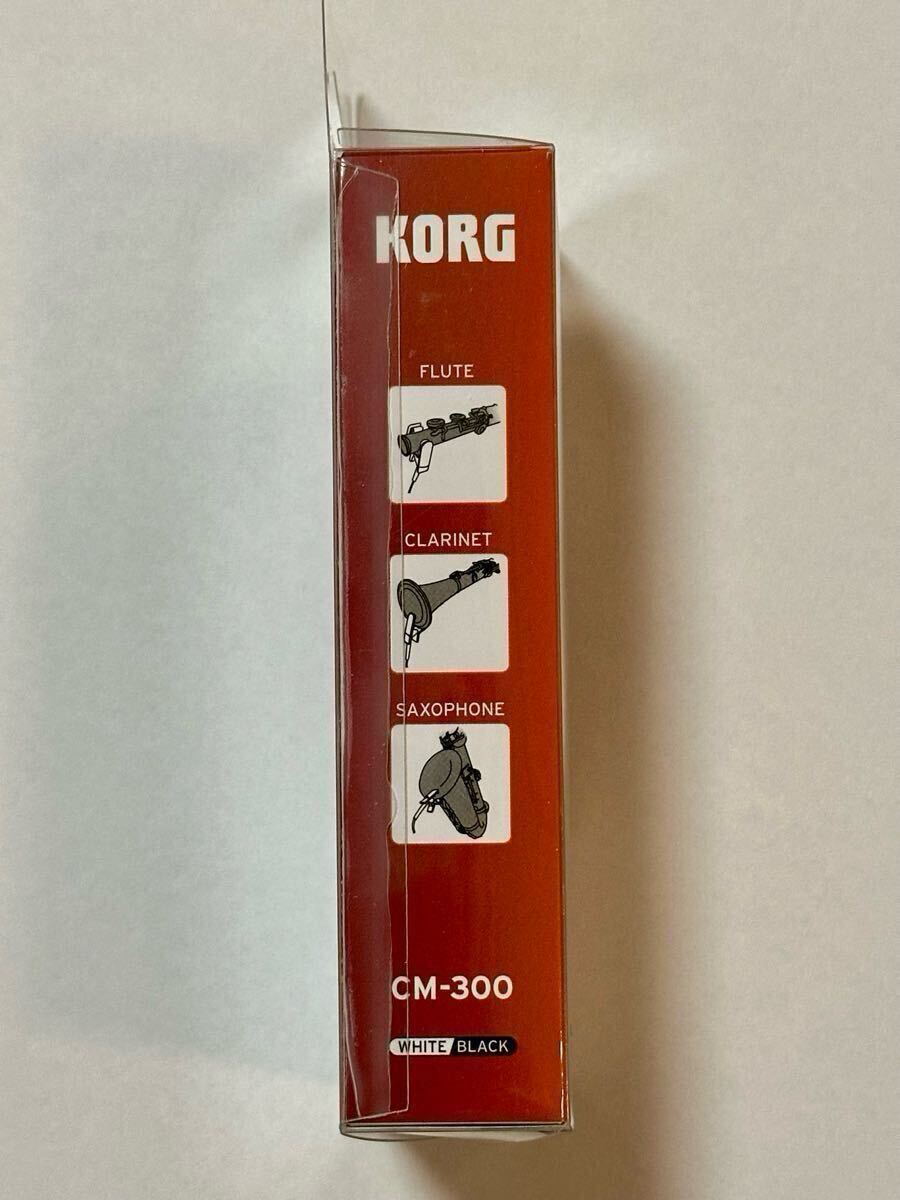 KORG
FLUTE
CLARINET
SAXOPHONE
CM-300
WHITE/BLACK